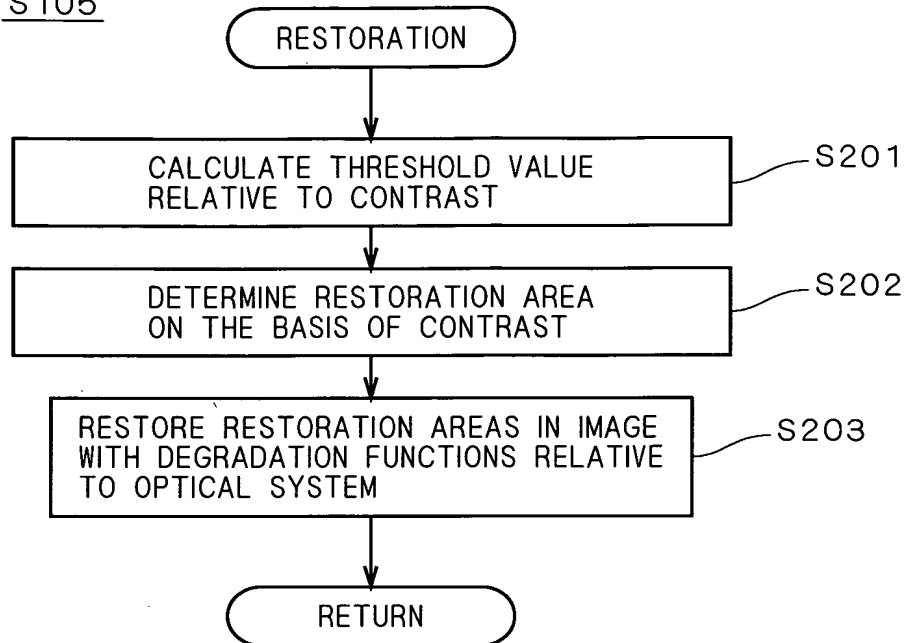 S105
RESTORATION
CALCULATE THRESHOLD VALUE
RELATIVE TO CONTRAST
S201
DETERMINE RESTORATION AREA
ON THE BASIS OF CONTRAST
S202
RESTORE RESTORATION AREAS IN IMAGE
WITH DEGRADATION FUNCTIONS RELATIVE
TO OPTICAL SYSTEM
S203
RETURN